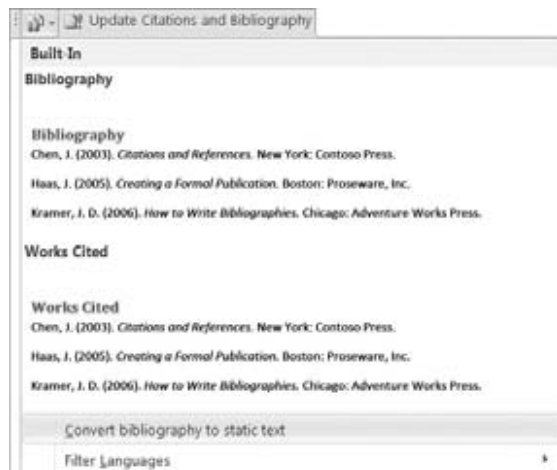 Update Citations and Bibliography
Built-In
Bibliography
Bibliography
Chen, J. (2003). Citations and References. New York: Contoso Press.
Haas, J. (2005). Creating a Formal Publication. Boston: Proseware, Inc.
Kramer, J. D. (2006). How to Write Bibliographies. Chicago: Adventure Works Press.
Works Cited
Works Cited
Chen, J. (2003). Citations and References. New York: Contoso Press.
Haas, J. (2005). Creating a Formal Publication. Boston: Proseware, Inc.
Kramer, J. D. (2006). How to Write Bibliographies. Chicago: Adventure Works Press.
Convert bibliography to static text
Filter Languages